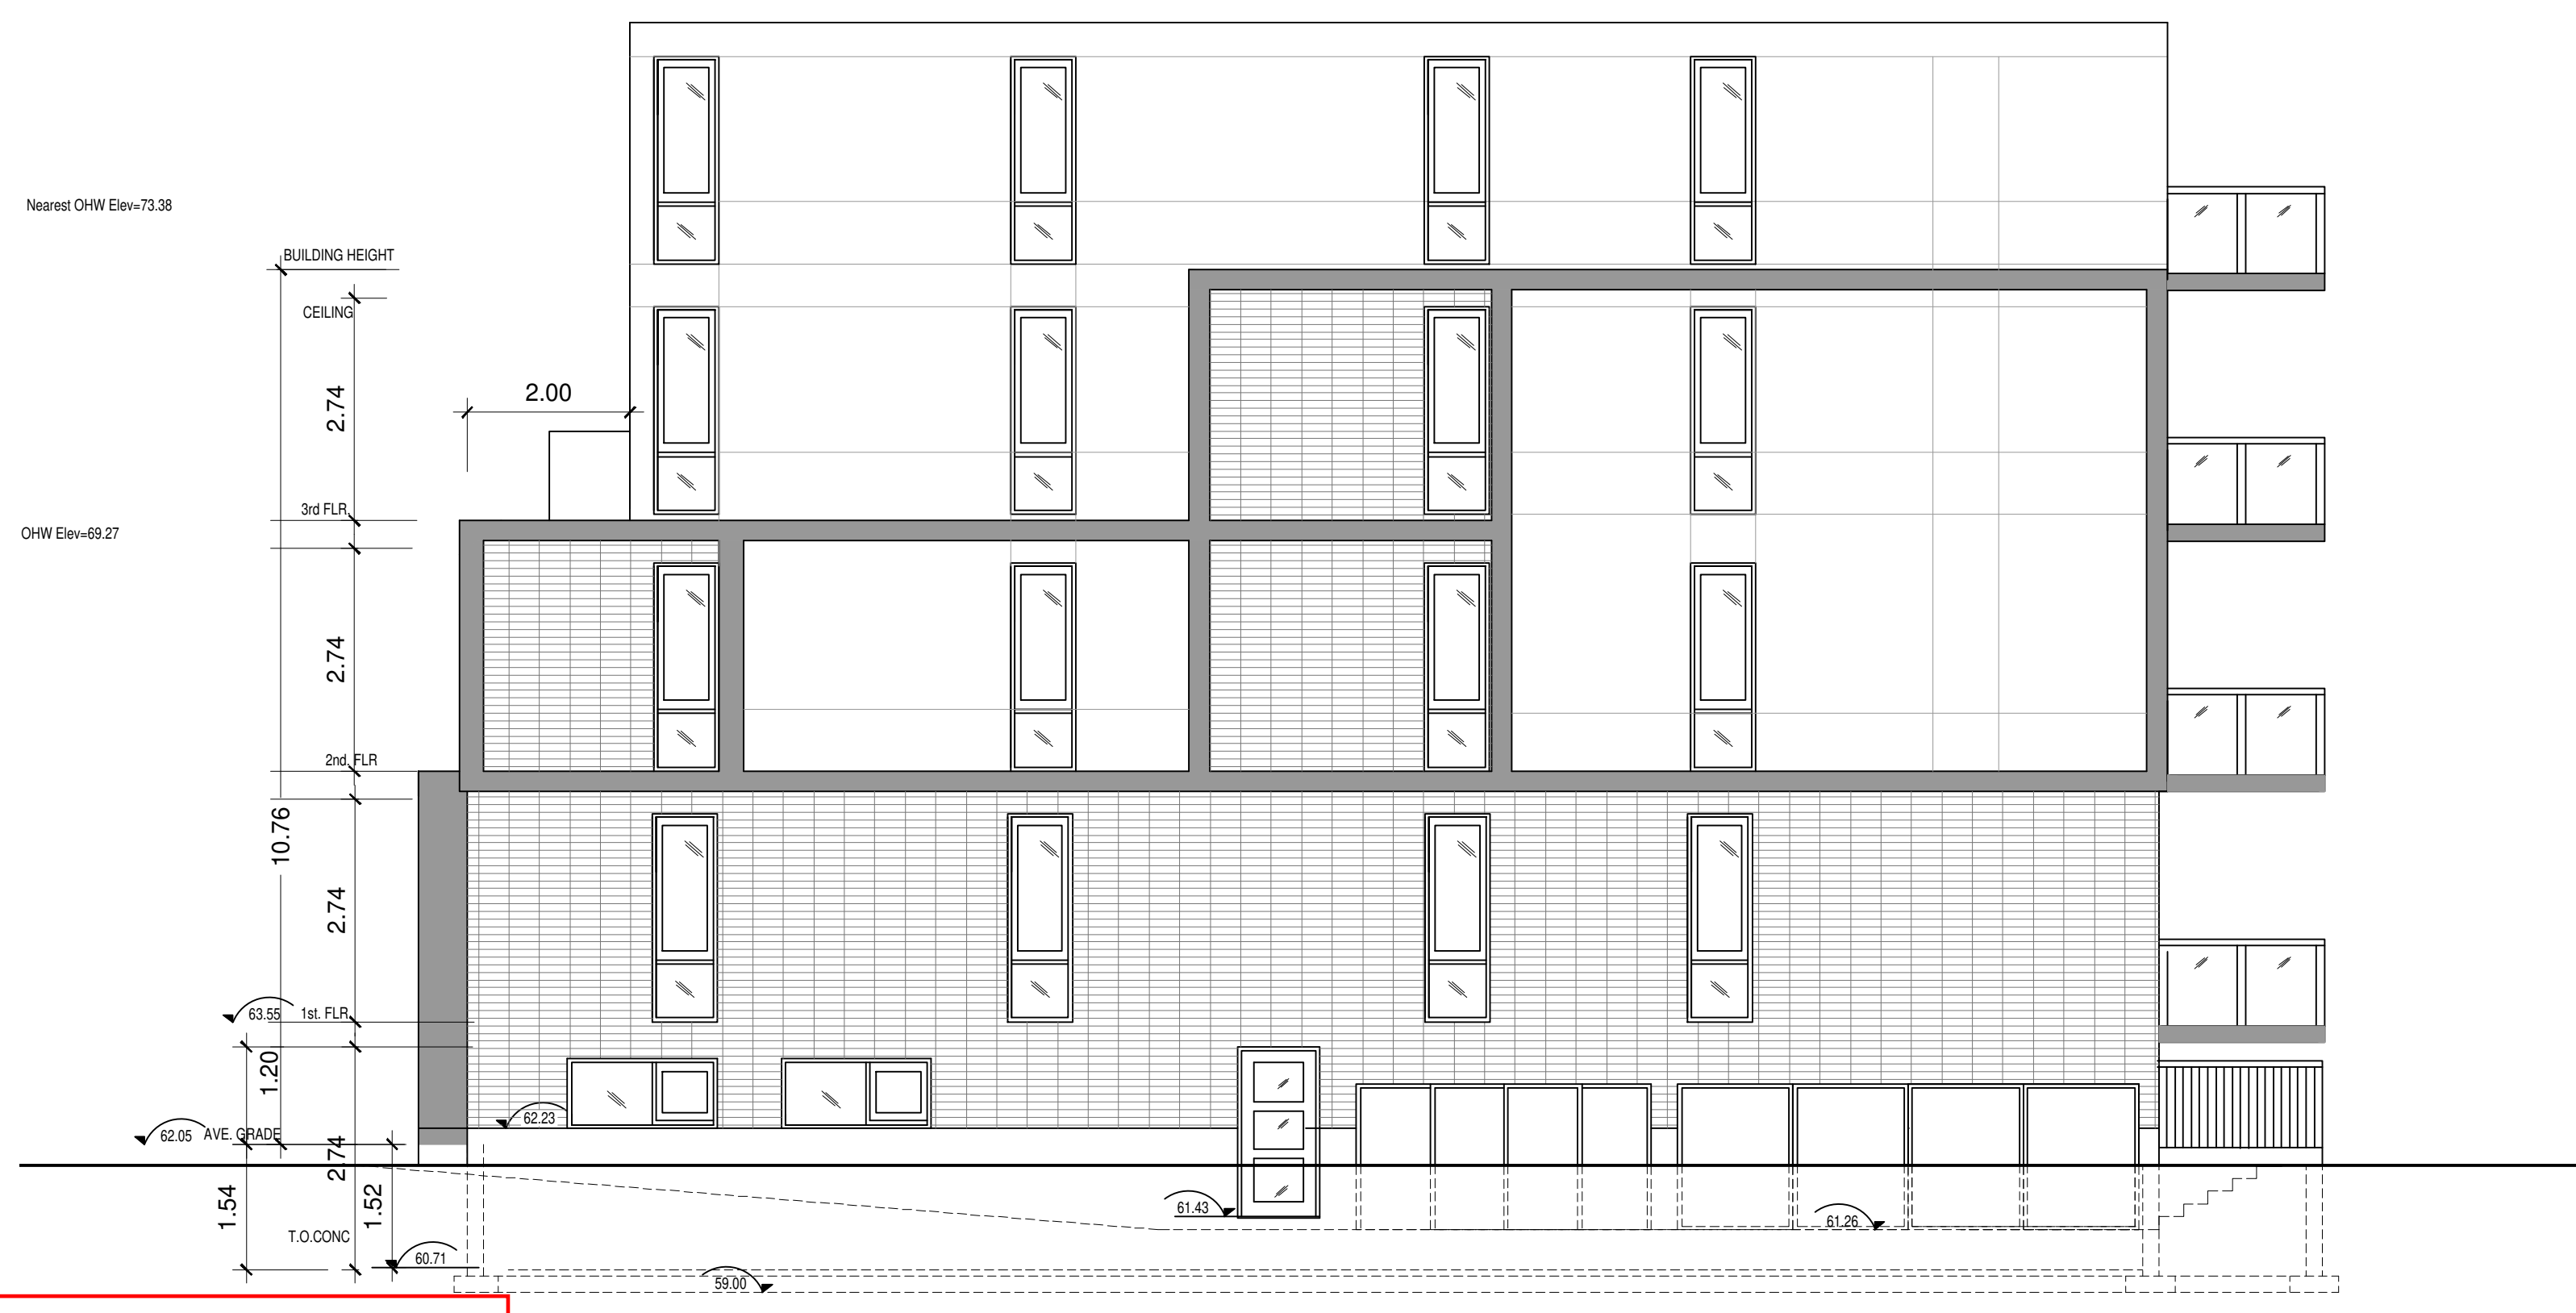 Nearest OHW Elev=73.38
BUILDING HEIGHT
CEILING
2.74
2.00
3rd FLR.
OHW Elev=69.27
2.74
2nd. FLR
10.76
2.74
63.55
1st. FLR
1.20
62.23
62.05
AVE. GRADE
2.74
1.54
1.52
61.43
61.26
T.O.CONC
60.71
59.00